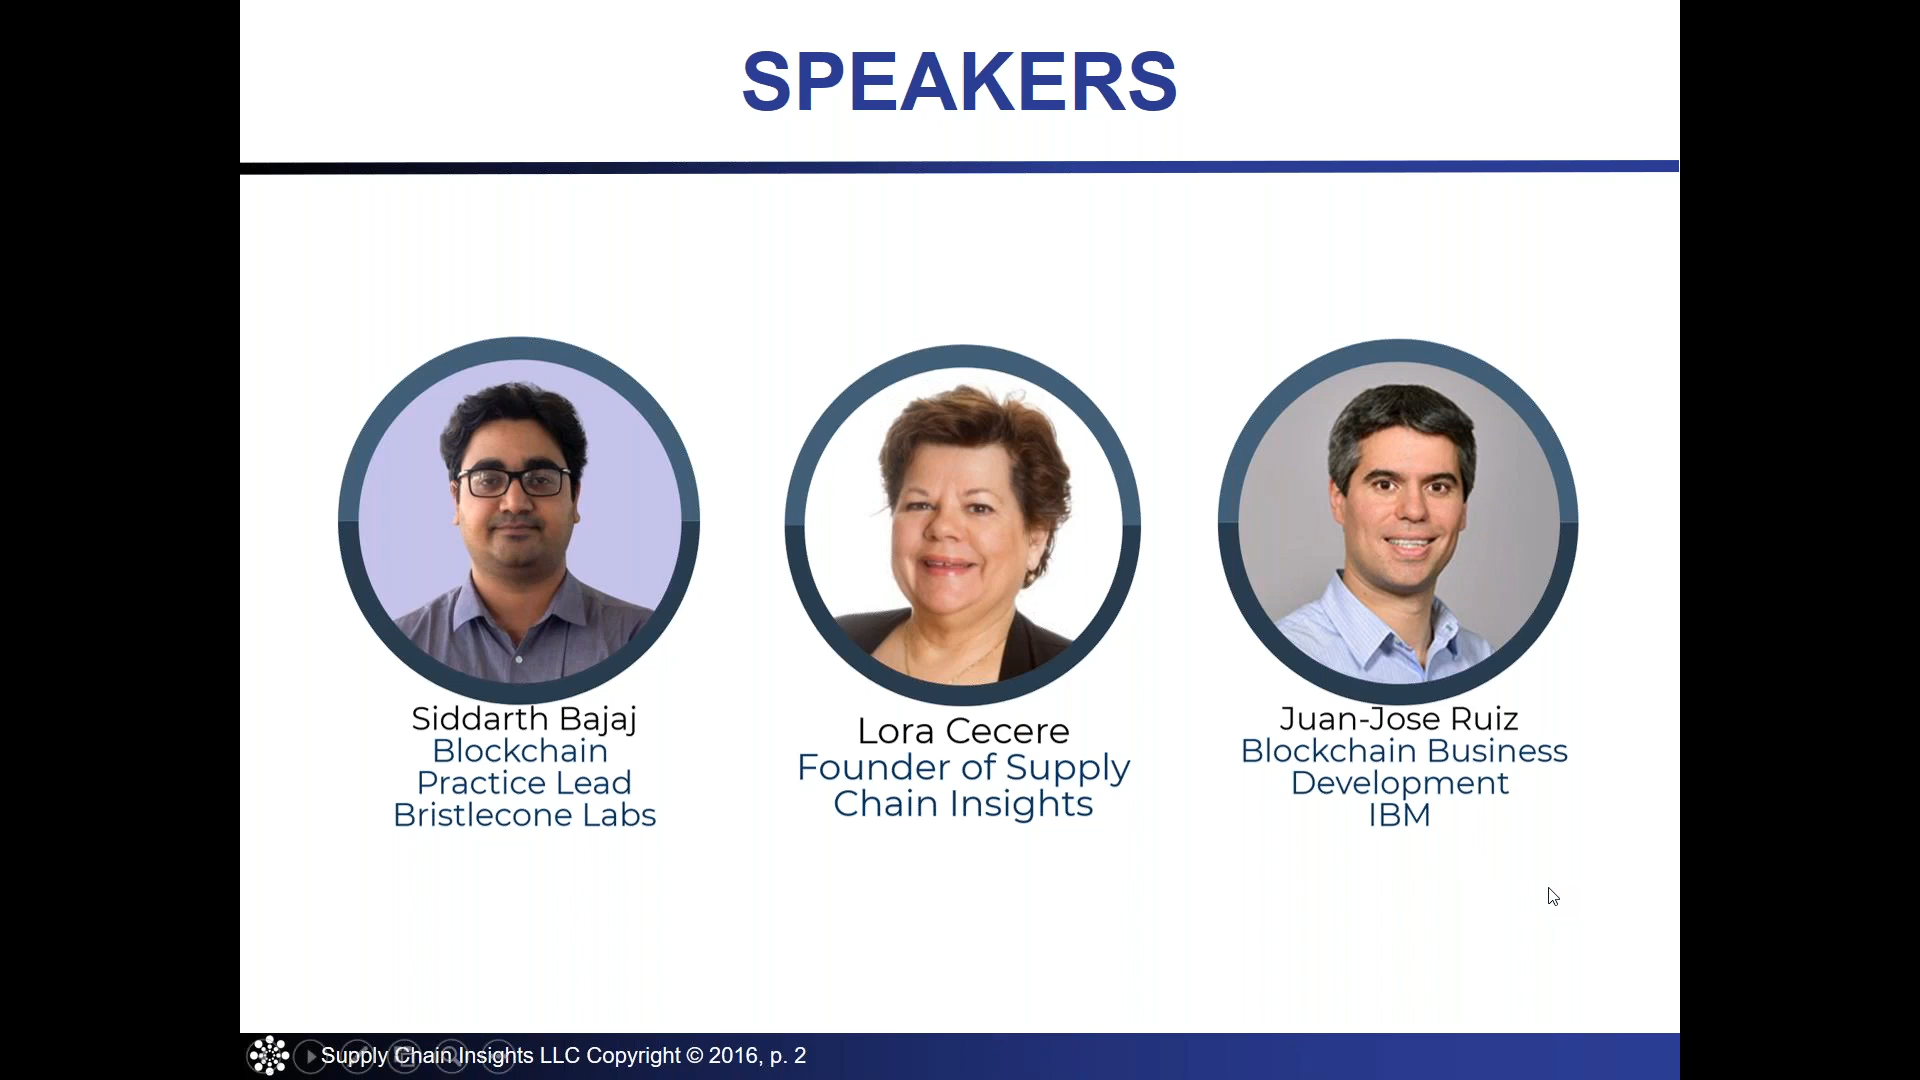 SPEAKERS
Siddarth Bajaj
Blockchain
Practice Lead
Bristlecone Labs
Lora Cecere
Founder of Supply
Chain Insights
Juan-Jose Ruiz
Blockchain Business
Development
IBM
Supply Chain Insights LLC Copyright © 2016, p. 2